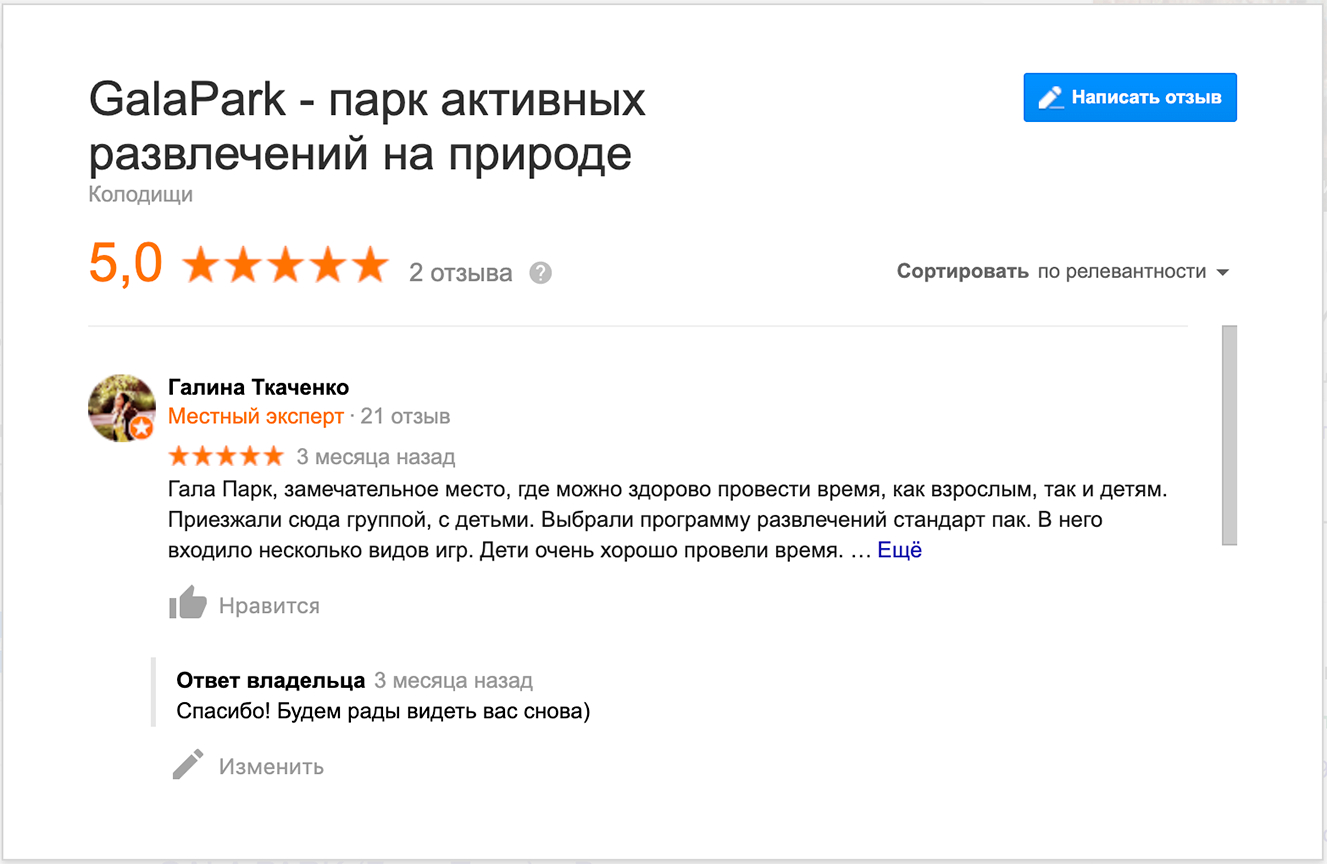 GalaPark - парк активных
развлечений на природе
Написать отзыв
Колодищи
5,0 2 отзыва ?
Сортировать по релевантности
Галина Ткаченко
Местный эксперт · 21 отзыв
3 месяца назад
Гала Парк, замечательное место, где можно здорово провести время, как взрослым, так и детям.
Приезжали сюда группой, с детьми. Выбрали программу развлечений стандарт пак. В него
входило несколько видов игр. Дети очень хорошо провели время. … Ещё
Нравится
Ответ владельца 3 месяца назад
Спасибо! Будем рады видеть вас снова)
Изменить